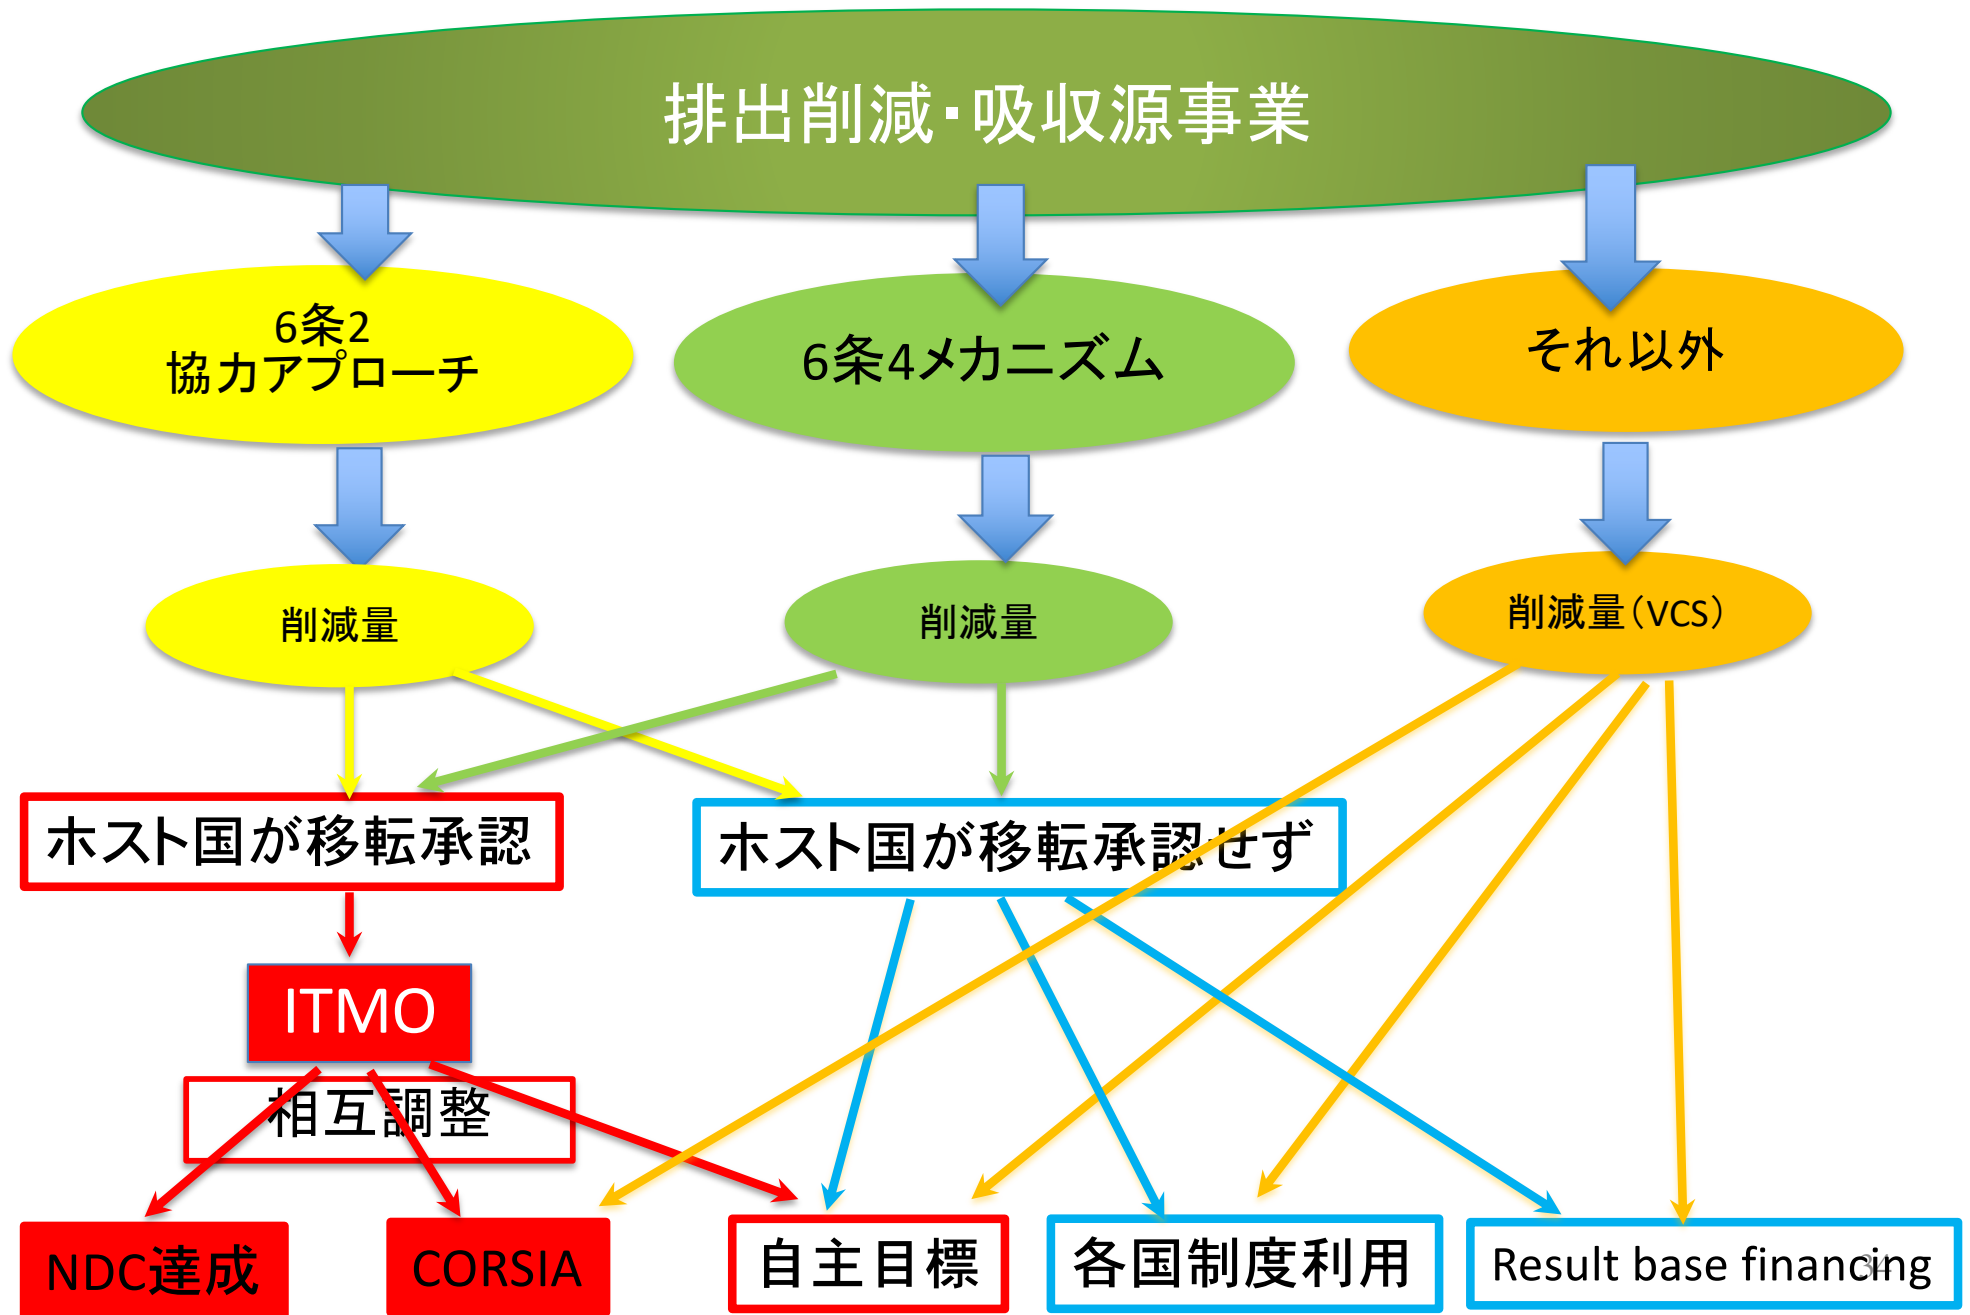 排出削減・吸収源事業
6条2
協力アプローチ
6条4メカニズム
それ以外
削減量
削減量
削減量(VCS)
ホスト国が移転承認
ホスト国が移転承認せず
ITMO
相互調整
NDC達成
CORSIA
自主目標
各国制度利用
Result base financing
34